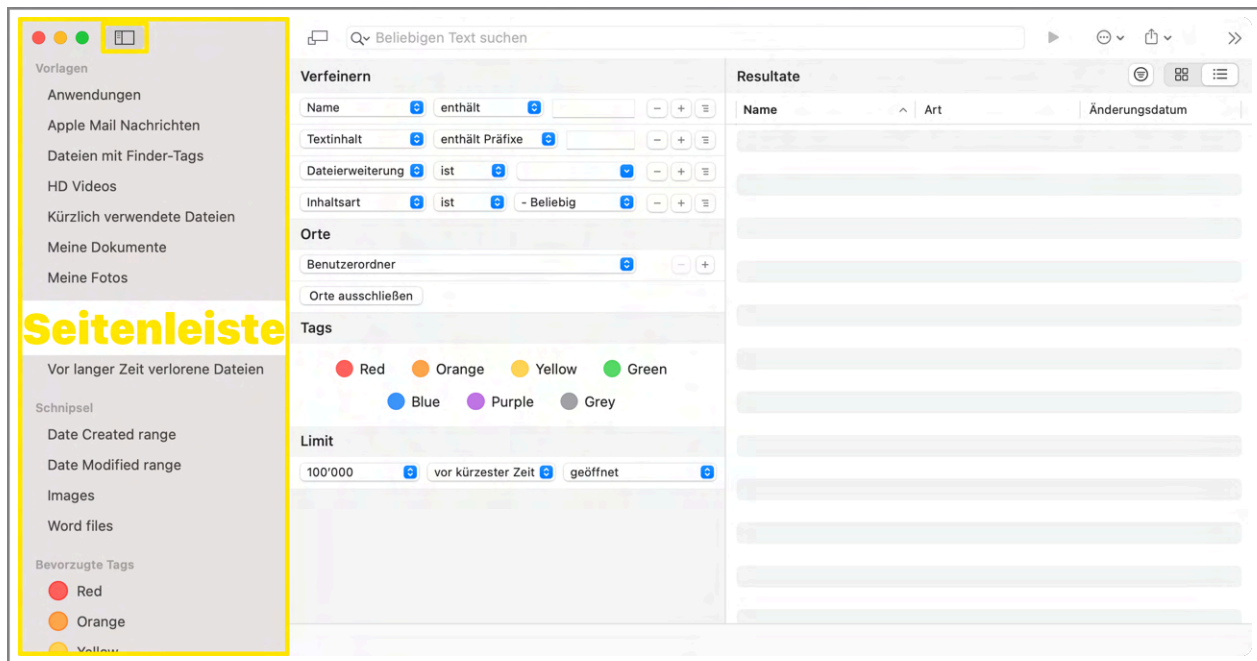 Beliebigen Text suchen
Vorlagen
Anwendungen
Apple Mail Nachrichten
Dateien mit Finder-Tags
HD Videos
Kürzlich verwendete Dateien
Meine Dokumente
Meine Fotos
Seitenleiste
Vor langer Zeit verlorene Dateien
Schnipsel
Date Created range
Date Modified range
Images
Word files
Bevorzugte Tags
Red
Orange
Yellow
Verfeinern
Name enthält
Textinhalt enthält Präfixe
Dateierweiterung ist
Inhaltsart ist - Beliebig
Orte
Benutzerordner
Orte ausschließen
Tags
Red Orange Yellow Green
Blue Purple Grey
Limit
100'000 vor kürzester Zeit geöffnet
Resultate
Name Art Änderungsdatum